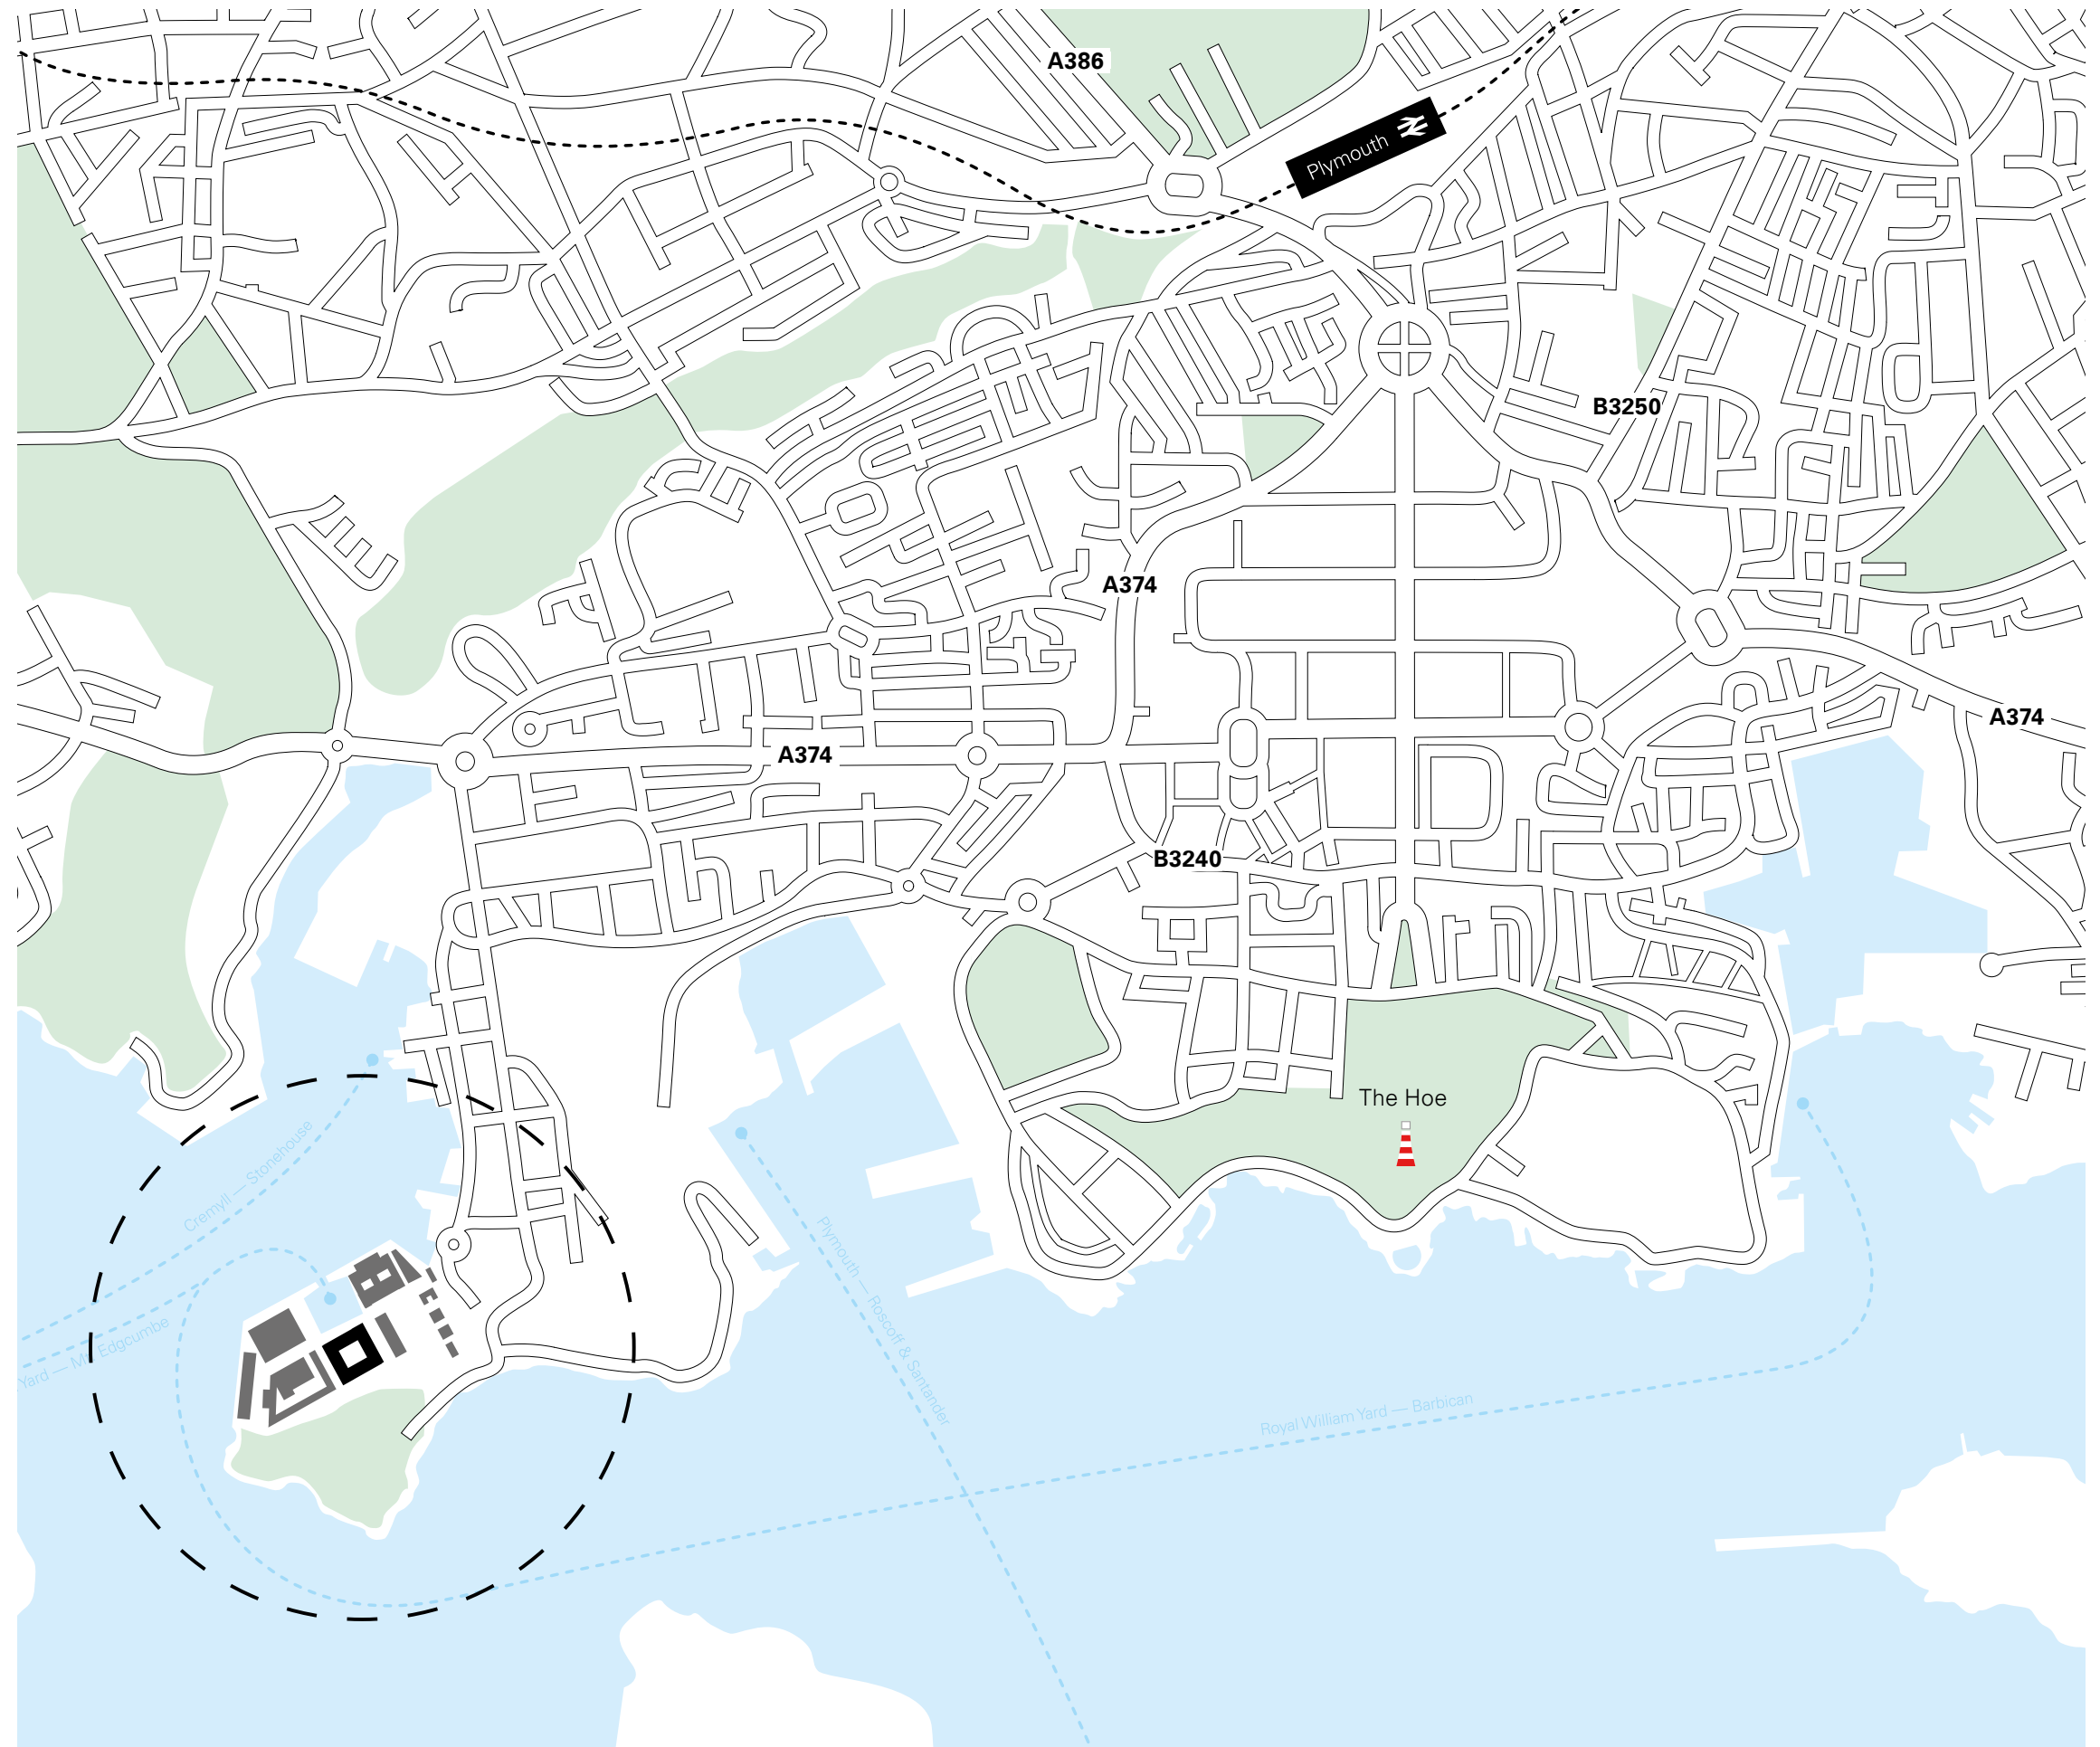 A386
Plymouth
B3250
A374
A374
A374
B3240
The Hoe
Cremyll — Stonehouse
Yard — Mt Edgcumbe
Plymouth — Roscoff & Santander
Royal William Yard — Barbican